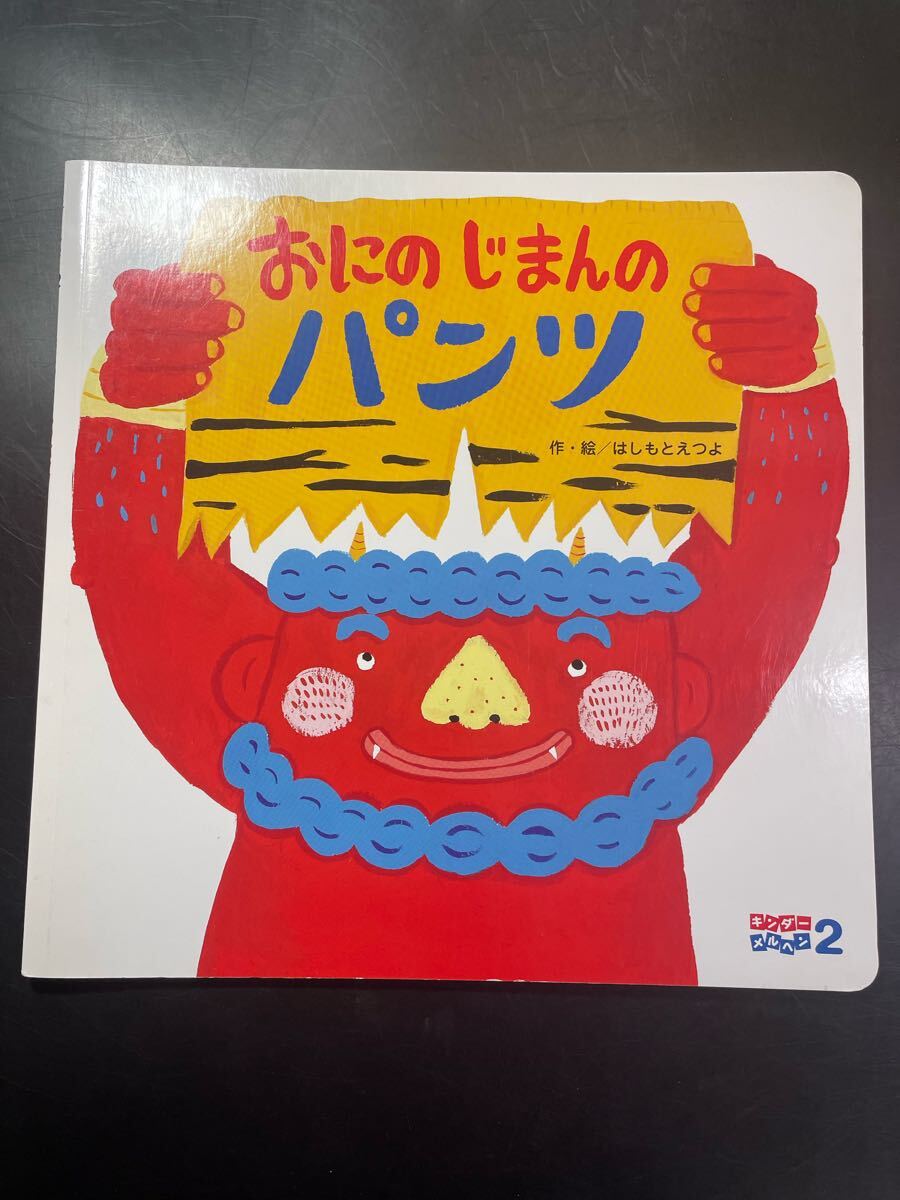 おにの じまんの
パンツ
作・絵／はしもとえつよ
キンダー
メルヘン2